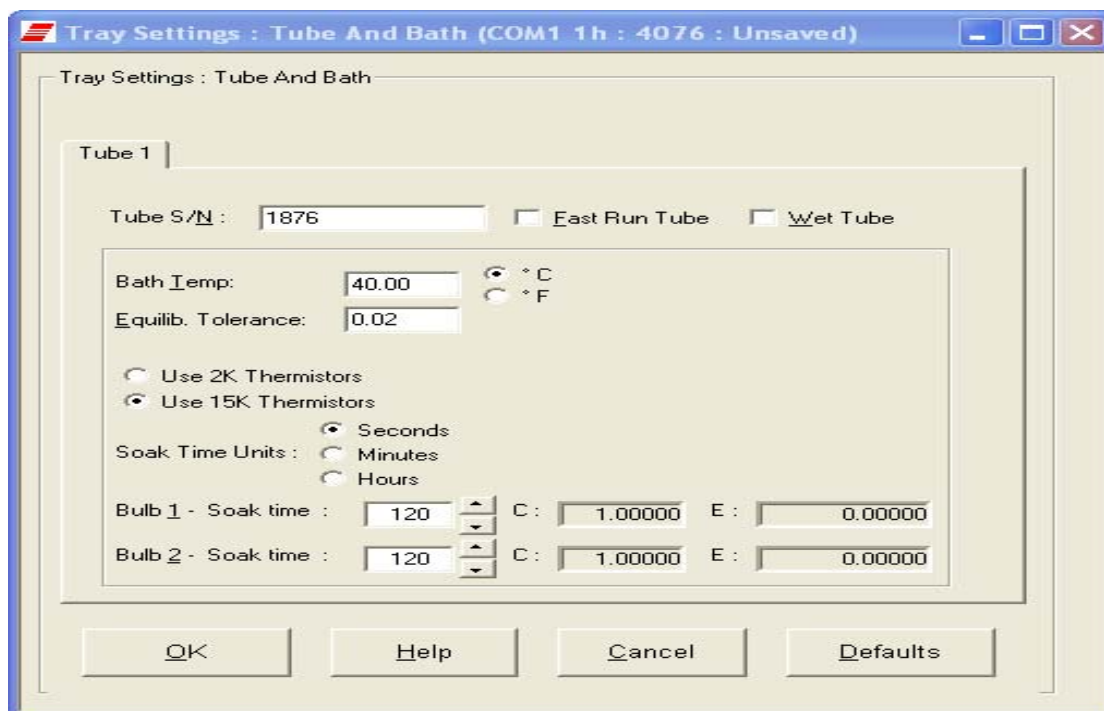 Tray Settings : Tube And Bath (COM1 1h : 4076 : Unsaved)
Tray Settings : Tube And Bath
Tube 1
Tube S/N : 1876 Fast Run Tube Wet Tube
Bath Temp: 40.00 ° C
° F
Equilib. Tolerance: 0.02
Use 2K Thermistors
Use 15K Thermistors
Seconds
Soak Time Units : Minutes
Hours
Bulb 1 - Soak time : 120 C : 1.00000 E : 0.00000
Bulb 2 - Soak time : 120 C : 1.00000 E : 0.00000
OK Help Cancel Defaults